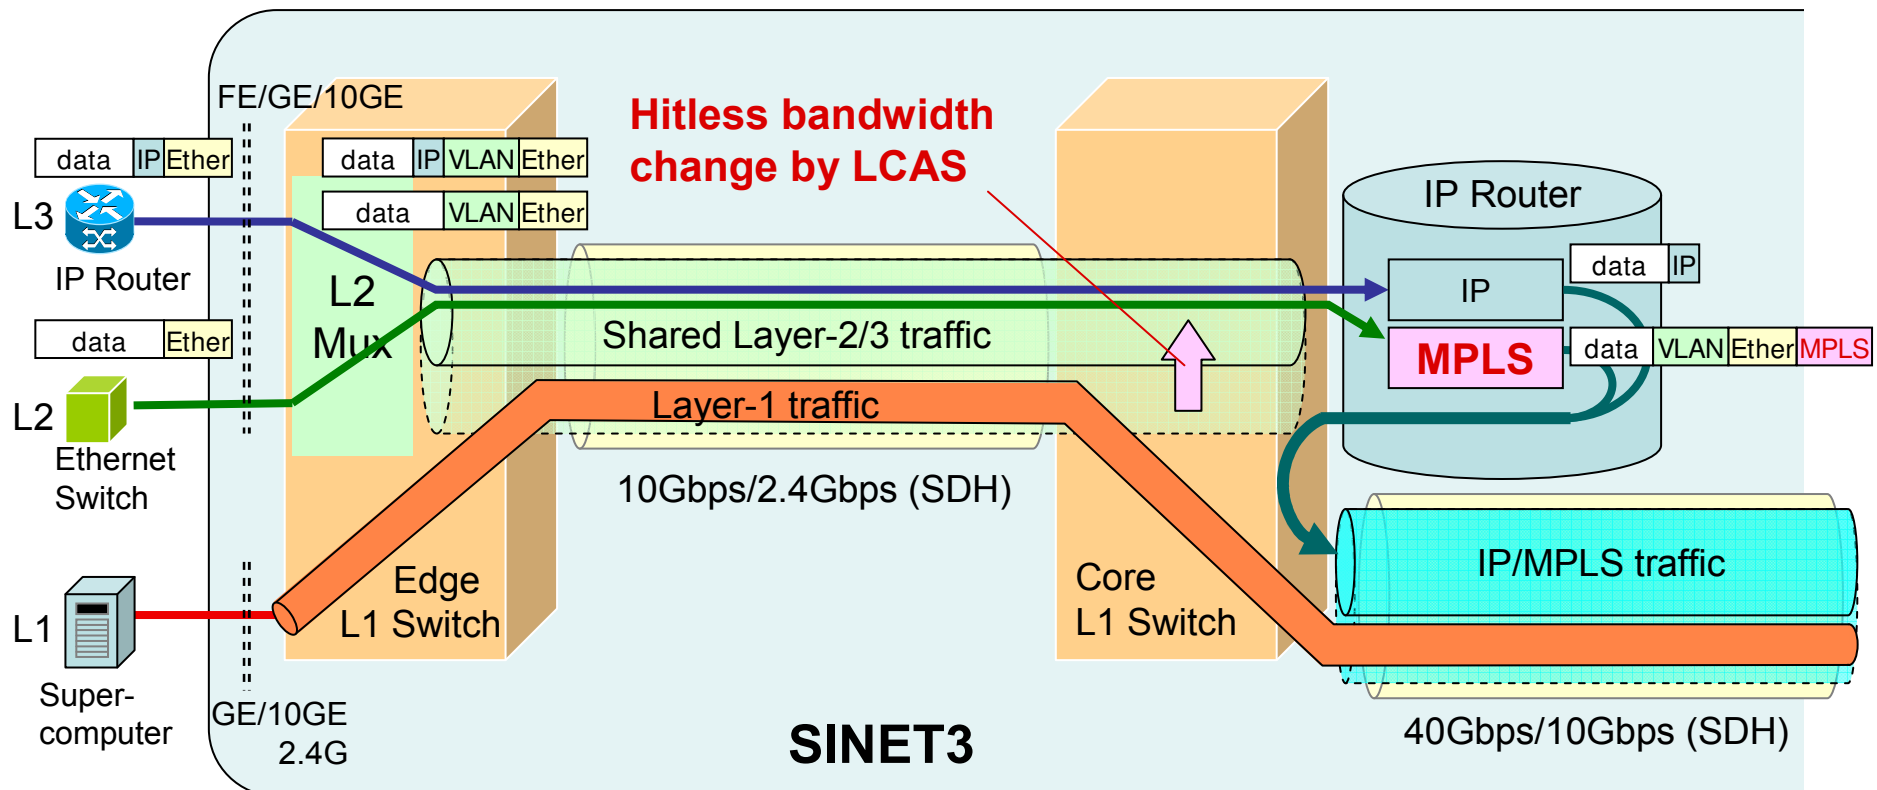 FE/GE/10GE
Hitless bandwidth
change by LCAS
data IP Ether
data IP VLAN Ether
data VLAN Ether
L3
IP Router
IP Router
L2
Mux
data IP
IP
data Ether
Shared Layer-2/3 traffic
MPLS
data VLAN Ether MPLS
L2
Layer-1 traffic
Ethernet
Switch
10Gbps/2.4Gbps (SDH)
IP/MPLS traffic
Edge
L1 Switch
Core
L1 Switch
L1
Super-
computer
GE/10GE
2.4G
SINET3
40Gbps/10Gbps (SDH)